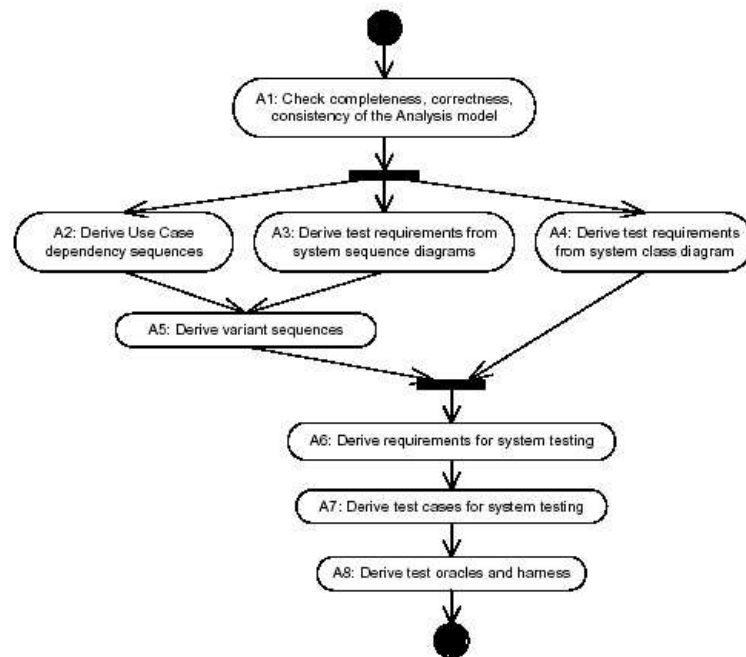 A1: Check completeness, correctness,
consistency of the Analysis model
A2: Derive Use Case
dependency sequences
A3: Derive test requirements from
system sequence diagrams
A4: Derive test requirements
from system class diagram
A5: Derive variant sequences
A6: Derive requirements for system testing
A7: Derive test cases for system testing
A8: Derive test oracles and harness